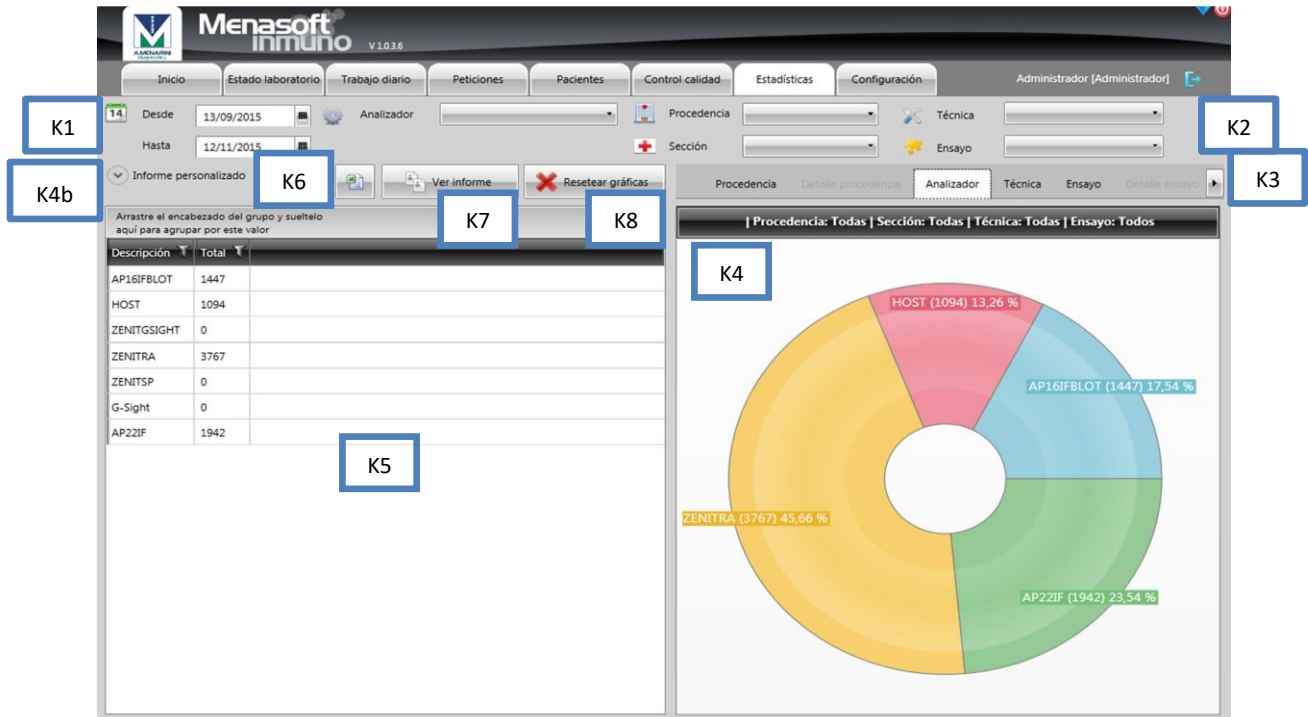 Menasoft
inmuno V 1.0.3.6
A.MENARINI
diagnostics
Inicio Estado laboratorio Trabajo diario Peticiones Pacientes Control calidad Estadísticas Configuración Administrador [Administrador]
K1 14 Desde 13/09/2015 Analizador Procedencia Técnica K2
Hasta 12/11/2015 Sección Ensayo
K4b Informe personalizado K6 Ver informe Resetear gráficas Procedencia Detalle procedencia Analizador Técnica Ensayo Detalle ensayo K3
Arrastre el encabezado del grupo y sueltelo
aquí para agrupar por este valor
K7 K8
| Procedencia: Todas | Sección: Todas | Técnica: Todas | Ensayo: Todos
Descripción Total
K4
AP16IFBLOT 1447
HOST 1094
ZENITGSIGHT 0
ZENITRA 3767
ZENITSP 0
G-Sight 0
AP22IF 1942
K5
HOST (1094) 13,26 %
AP16IFBLOT (1447) 17,54 %
ZENITRA (3767) 45,66 %
AP22IF (1942) 23,54 %